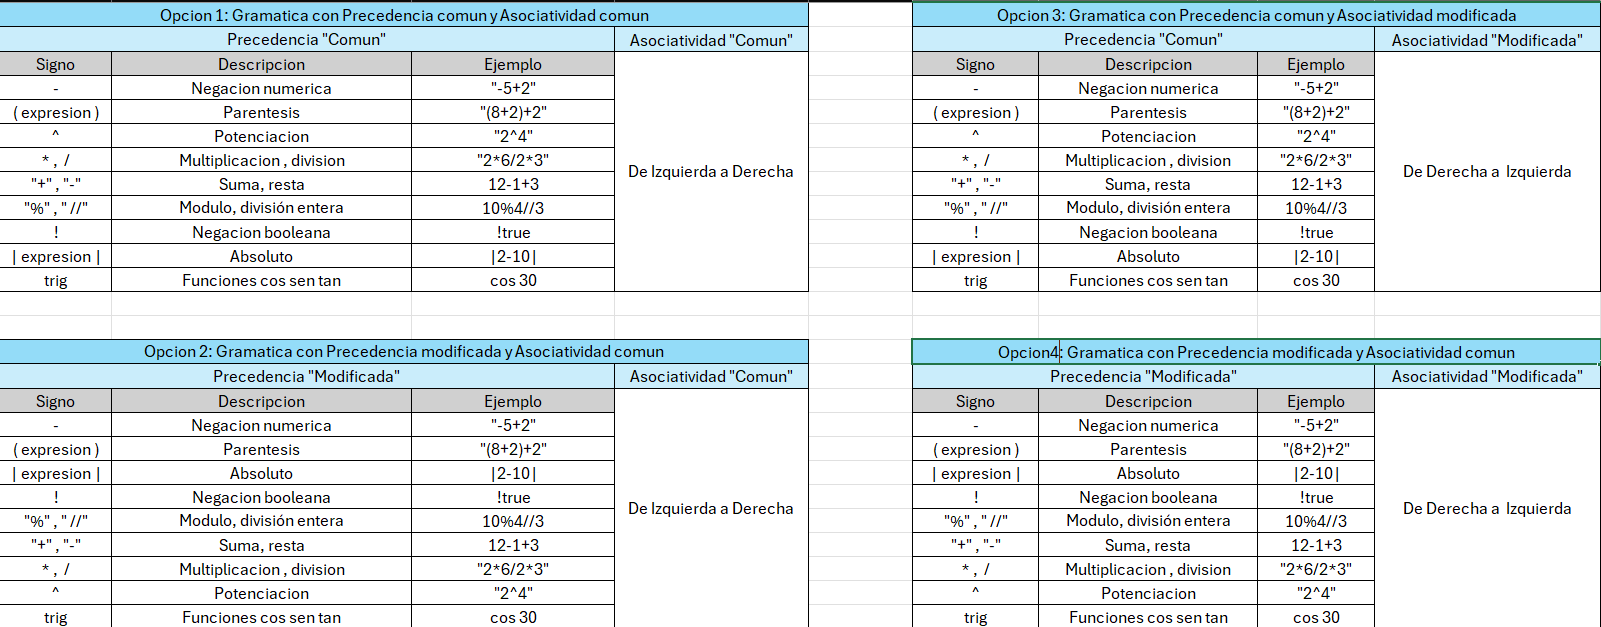 Opcion 1: Gramatica con Precedencia comun y Asociatividad comun
Precedencia "Comun" Asociatividad "Comun"
Signo Descripcion Ejemplo
- Negacion numerica "-5+2"
( expresion ) Parentesis "(8+2)+2"
^ Potenciacion "2^4"
* , / Multiplicacion , division "2*6/2*3"
De Izquierda a Derecha
"+" , "-" Suma, resta 12-1+3
"%" , " //" Modulo, división entera 10%4//3
! Negacion booleana !true
| expresion | Absoluto |2-10|
trig Funciones cos sen tan cos 30
Opcion 3: Gramatica con Precedencia comun y Asociatividad modificada
Precedencia "Comun" Asociatividad "Modificada"
Signo Descripcion Ejemplo
- Negacion numerica "-5+2"
( expresion ) Parentesis "(8+2)+2"
^ Potenciacion "2^4"
* , / Multiplicacion , division "2*6/2*3"
De Derecha a Izquierda
"+" , "-" Suma, resta 12-1+3
"%" , " //" Modulo, división entera 10%4//3
! Negacion booleana !true
| expresion | Absoluto |2-10|
trig Funciones cos sen tan cos 30
Opcion 2: Gramatica con Precedencia modificada y Asociatividad comun
Precedencia "Modificada" Asociatividad "Comun"
Signo Descripcion Ejemplo
- Negacion numerica "-5+2"
( expresion ) Parentesis "(8+2)+2"
| expresion | Absoluto |2-10|
! Negacion booleana !true
De Izquierda a Derecha
"%" , " //" Modulo, división entera 10%4//3
"+" , "-" Suma, resta 12-1+3
* , / Multiplicacion , division "2*6/2*3"
^ Potenciacion "2^4"
trig Funciones cos sen tan cos 30
Opcion4: Gramatica con Precedencia modificada y Asociatividad comun
Precedencia "Modificada" Asociatividad "Modificada"
Signo Descripcion Ejemplo
- Negacion numerica "-5+2"
( expresion ) Parentesis "(8+2)+2"
| expresion | Absoluto |2-10|
! Negacion booleana !true
De Derecha a Izquierda
"%" , " //" Modulo, división entera 10%4//3
"+" , "-" Suma, resta 12-1+3
* , / Multiplicacion , division "2*6/2*3"
^ Potenciacion "2^4"
trig Funciones cos sen tan cos 30